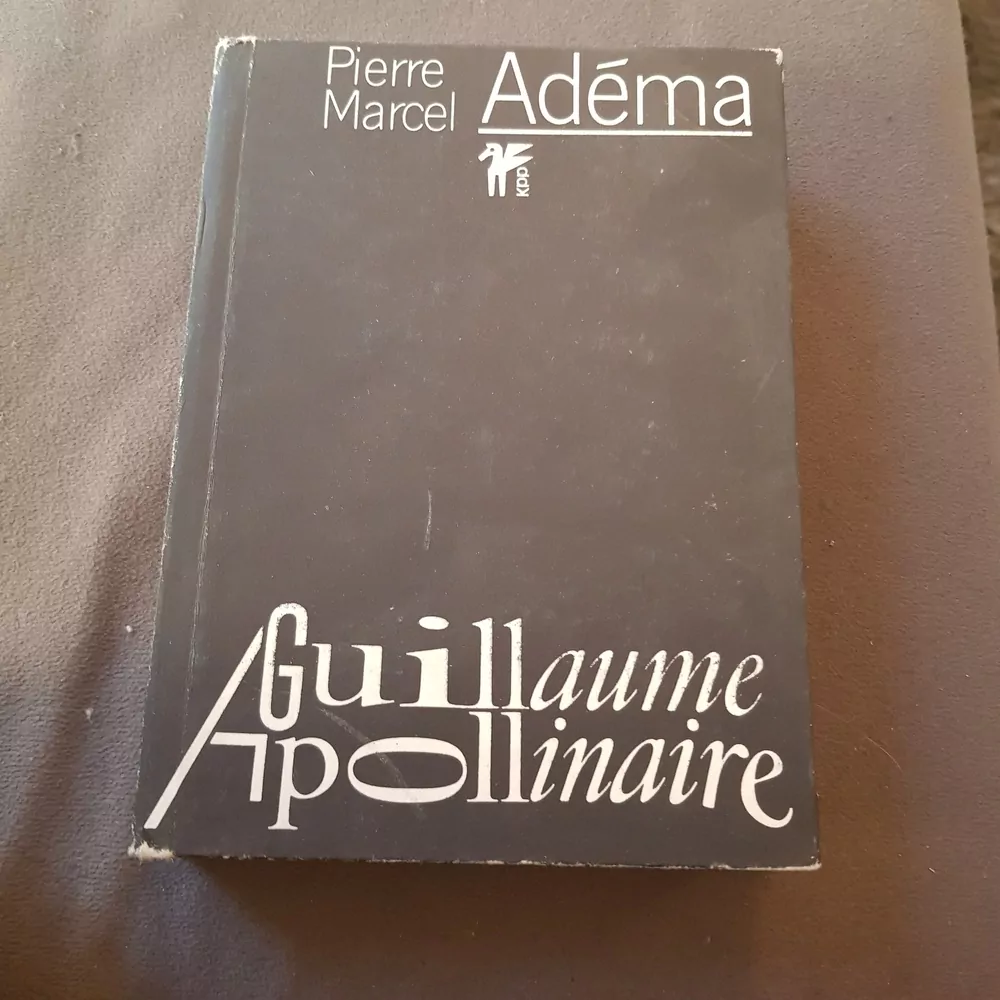 Pierre
Marcel Adéma
kpp
Guillaume
Apollinaire